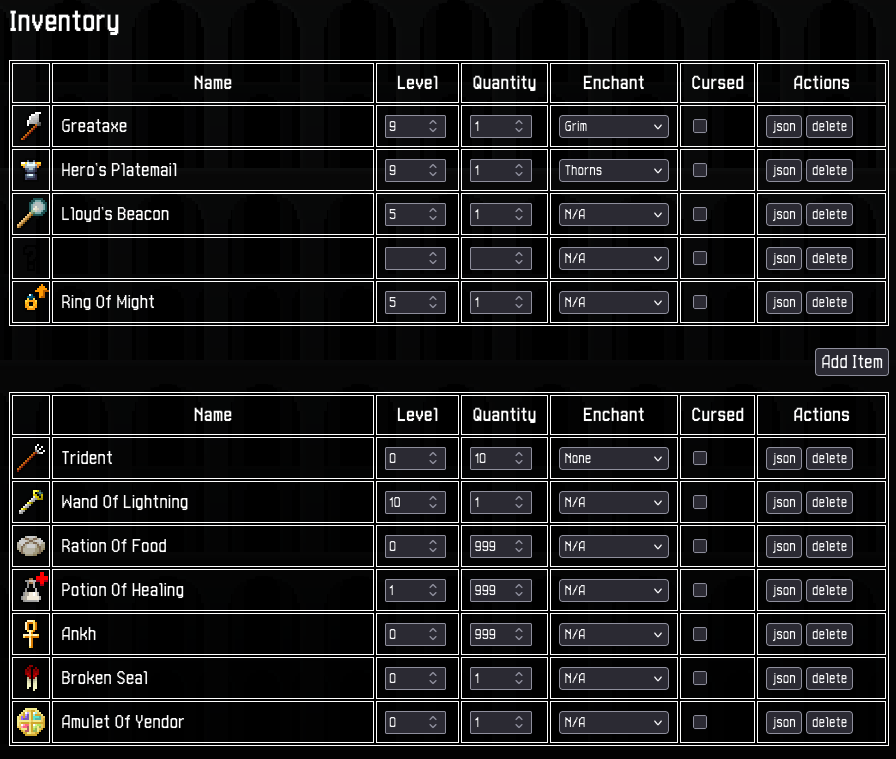 Inventory
Name Level Quantity Enchant Cursed Actions
Greataxe 9 1 Grim json delete
Hero's Platemail 9 1 Thorns json delete
Lloyd's Beacon 5 1 N/A json delete
N/A json delete
Ring Of Might 5 1 N/A json delete
Add Item
Name Level Quantity Enchant Cursed Actions
Trident 0 10 None json delete
Wand Of Lightning 10 1 N/A json delete
Ration Of Food 0 999 N/A json delete
Potion Of Healing 1 999 N/A json delete
Ankh 0 999 N/A json delete
Broken Seal 0 1 N/A json delete
Amulet Of Yendor 0 1 N/A json delete